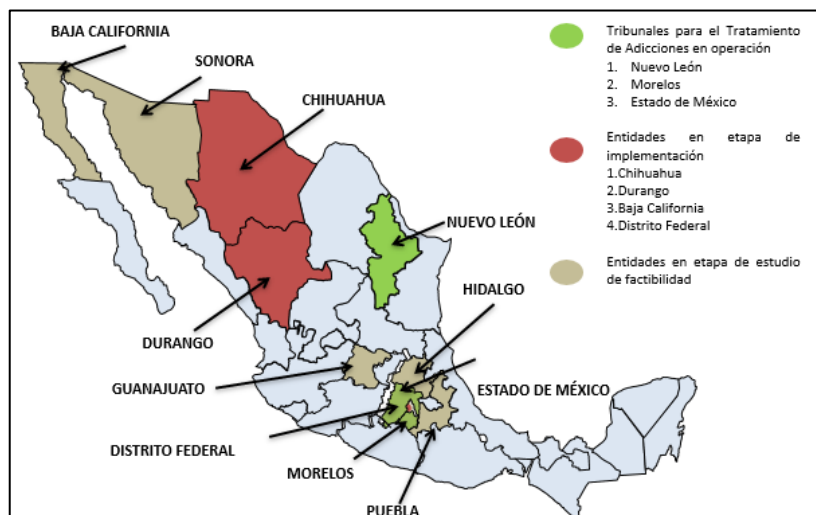 BAJA CALIFORNIA
SONORA
CHIHUAHUA
NUEVO LEÓN
HIDALGO
DURANGO
GUANAJUATO
ESTADO DE MÉXICO
DISTRITO FEDERAL
MORELOS
PUEBLA
Tribunales para el Tratamiento
de Adicciones en operación
1. Nuevo León
2. Morelos
3. Estado de México
Entidades en etapa de
implementación
1.Chihuahua
2.Durango
3.Baja California
4.Distrito Federal
Entidades en etapa de estudio
de factibilidad